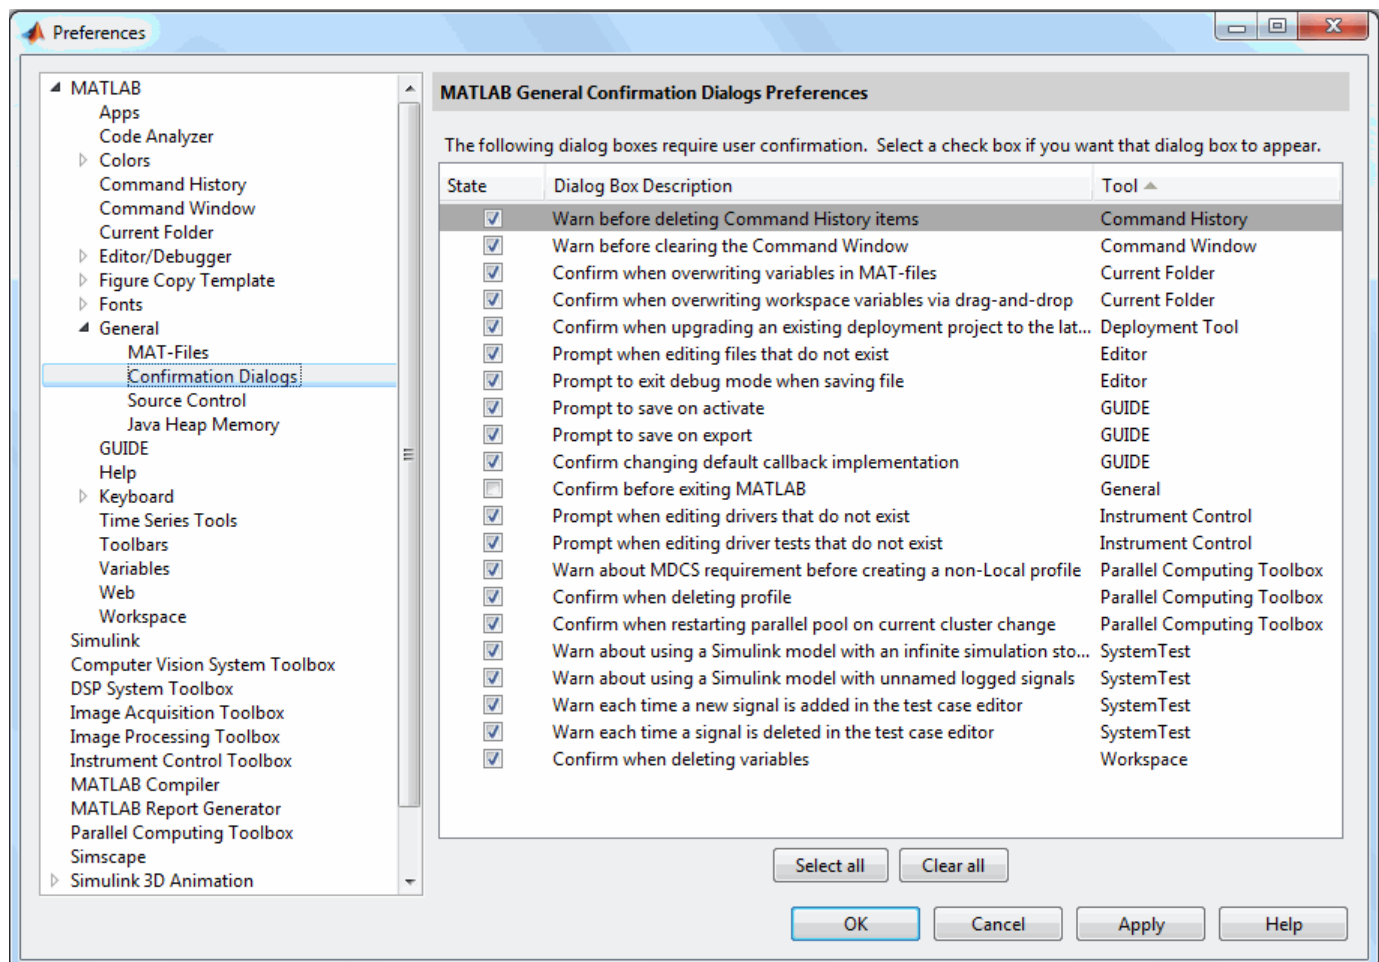 Preferences
MATLAB
Apps
Code Analyzer
Colors
Command History
Command Window
Current Folder
Editor/Debugger
Figure Copy Template
Fonts
General
MAT-Files
Confirmation Dialogs
Source Control
Java Heap Memory
GUIDE
Help
Keyboard
Time Series Tools
Toolbars
Variables
Web
Workspace
Simulink
Computer Vision System Toolbox
DSP System Toolbox
Image Acquisition Toolbox
Image Processing Toolbox
Instrument Control Toolbox
MATLAB Compiler
MATLAB Report Generator
Parallel Computing Toolbox
Simscape
Simulink 3D Animation
MATLAB General Confirmation Dialogs Preferences
The following dialog boxes require user confirmation.  Select a check box if you want that dialog box to appear.
State Dialog Box Description Tool
Warn before deleting Command History items Command History
Warn before clearing the Command Window Command Window
Confirm when overwriting variables in MAT-files Current Folder
Confirm when overwriting workspace variables via drag-and-drop Current Folder
Confirm when upgrading an existing deployment project to the lat... Deployment Tool
Prompt when editing files that do not exist Editor
Prompt to exit debug mode when saving file Editor
Prompt to save on activate GUIDE
Prompt to save on export GUIDE
Confirm changing default callback implementation GUIDE
Confirm before exiting MATLAB General
Prompt when editing drivers that do not exist Instrument Control
Prompt when editing driver tests that do not exist Instrument Control
Warn about MDCS requirement before creating a non-Local profile Parallel Computing Toolbox
Confirm when deleting profile Parallel Computing Toolbox
Confirm when restarting parallel pool on current cluster change Parallel Computing Toolbox
Warn about using a Simulink model with an infinite simulation sto... SystemTest
Warn about using a Simulink model with unnamed logged signals SystemTest
Warn each time a new signal is added in the test case editor SystemTest
Warn each time a signal is deleted in the test case editor SystemTest
Confirm when deleting variables Workspace
Select all Clear all
OK Cancel Apply Help